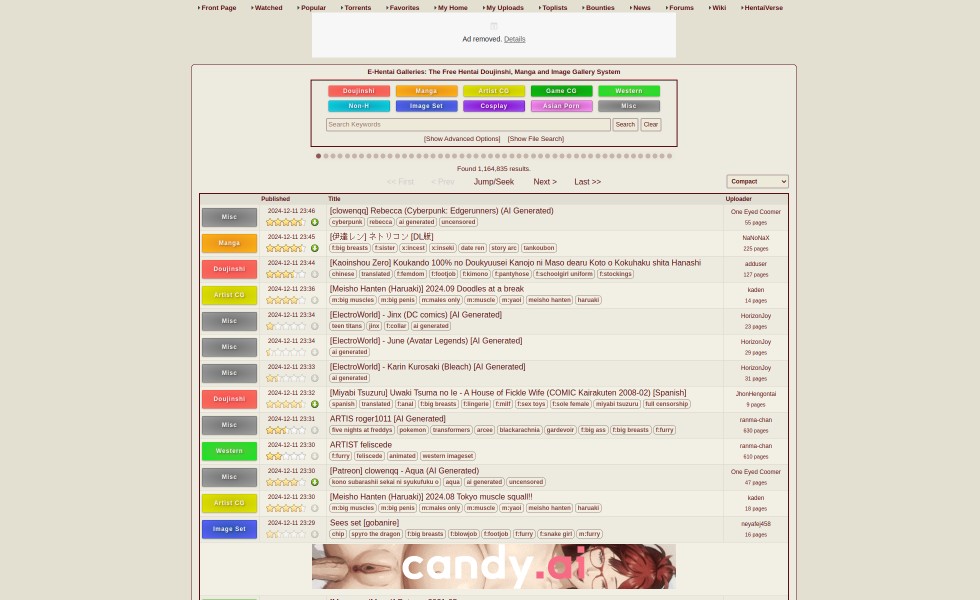 Front Page Watched Popular Torrents Favorites My Home My Uploads Toplists Bounties News Forums Wiki HentaiVerse
Ad removed. Details
E-Hentai Galleries: The Free Hentai Doujinshi, Manga and Image Gallery System
Doujinshi Manga Artist CG Game CG Western
Non-H Image Set Cosplay Asian Porn Misc
Search Keywords Search Clear
[Show Advanced Options] [Show File Search]
Found 1,164,835 results.
<< First < Prev Jump/Seek Next > Last >> Compact
Published Title Uploader
Misc 2024-12-11 23:46 [clowenqq] Rebecca (Cyberpunk: Edgerunners) (AI Generated) One Eyed Coomer
cyberpunk rebecca ai generated uncensored 55 pages
Manga 2024-12-11 23:45 [伊達レン] ネトリコン [DL版] NaNoNaX
f:big breasts f:sister x:incest x:inseki date ren story arc tankoubon 225 pages
Doujinshi 2024-12-11 23:44 [Kaoinshou Zero] Koukando 100% no Doukyuusei Kanojo ni Maso dearu Koto o Kokuhaku shita Hanashi adduser
chinese translated f:femdom f:footjob f:kimono f:pantyhose f:schoolgirl uniform f:stockings 127 pages
Artist CG 2024-12-11 23:36 [Meisho Hanten (Haruaki)] 2024.09 Doodles at a break kaden
m:big muscles m:big penis m:males only m:muscle m:yaoi meisho hanten haruaki 14 pages
Misc 2024-12-11 23:34 [ElectroWorld] - Jinx (DC comics) [AI Generated] HorizonJoy
teen titans jinx f:collar ai generated 23 pages
Misc 2024-12-11 23:34 [ElectroWorld] - June (Avatar Legends) [AI Generated] HorizonJoy
ai generated 29 pages
Misc 2024-12-11 23:33 [ElectroWorld] - Karin Kurosaki (Bleach) [AI Generated] HorizonJoy
ai generated 31 pages
Doujinshi 2024-12-11 23:32 [Miyabi Tsuzuru] Uwaki Tsuma no Ie - A House of Fickle Wife (COMIC Kairakuten 2008-02) [Spanish] JhonHengontai
spanish translated f:anal f:big breasts f:lingerie f:milf f:sex toys f:sole female miyabi tsuzuru full censorship 9 pages
Misc 2024-12-11 23:31 ARTIS roger1011 [AI Generated] ranma-chan
five nights at freddys pokemon transformers arcee blackarachnia gardevoir f:big ass f:big breasts f:furry 630 pages
Western 2024-12-11 23:30 ARTIST feliscede ranma-chan
f:furry feliscede animated western imageset 610 pages
Misc 2024-12-11 23:30 [Patreon] clowenqq - Aqua (AI Generated) One Eyed Coomer
kono subarashii sekai ni syukufuku o aqua ai generated uncensored 47 pages
Artist CG 2024-12-11 23:30 [Meisho Hanten (Haruaki)] 2024.08 Tokyo muscle squall!! kaden
m:big muscles m:big penis m:males only m:muscle m:yaoi meisho hanten haruaki 18 pages
Image Set 2024-12-11 23:29 Sees set [gobanire] neyafej458
chip spyro the dragon f:big breasts f:blowjob f:footjob f:furry f:snake girl m:furry 16 pages
candy.ai